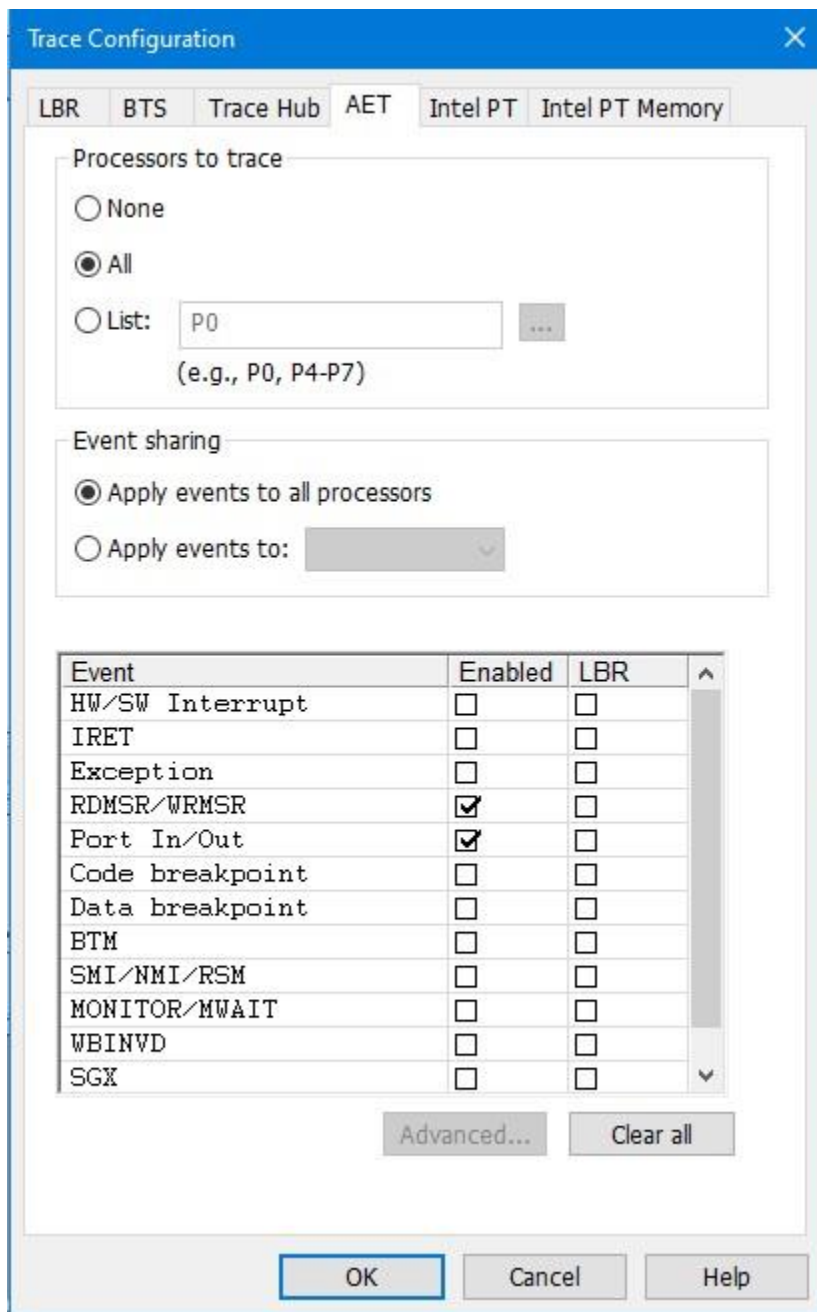 Trace Configuration
LBR BTS Trace Hub AET Intel PT Intel PT Memory
Processors to trace
None
All
List: P0 ...
(e.g., P0, P4-P7)
Event sharing
Apply events to all processors
Apply events to:
Event Enabled LBR
HW/SW Interrupt
IRET
Exception
RDMSR/WRMSR
Port In/Out
Code breakpoint
Data breakpoint
BTM
SMI/NMI/RSM
MONITOR/MWAIT
WBINVD
SGX
Advanced... Clear all
OK Cancel Help